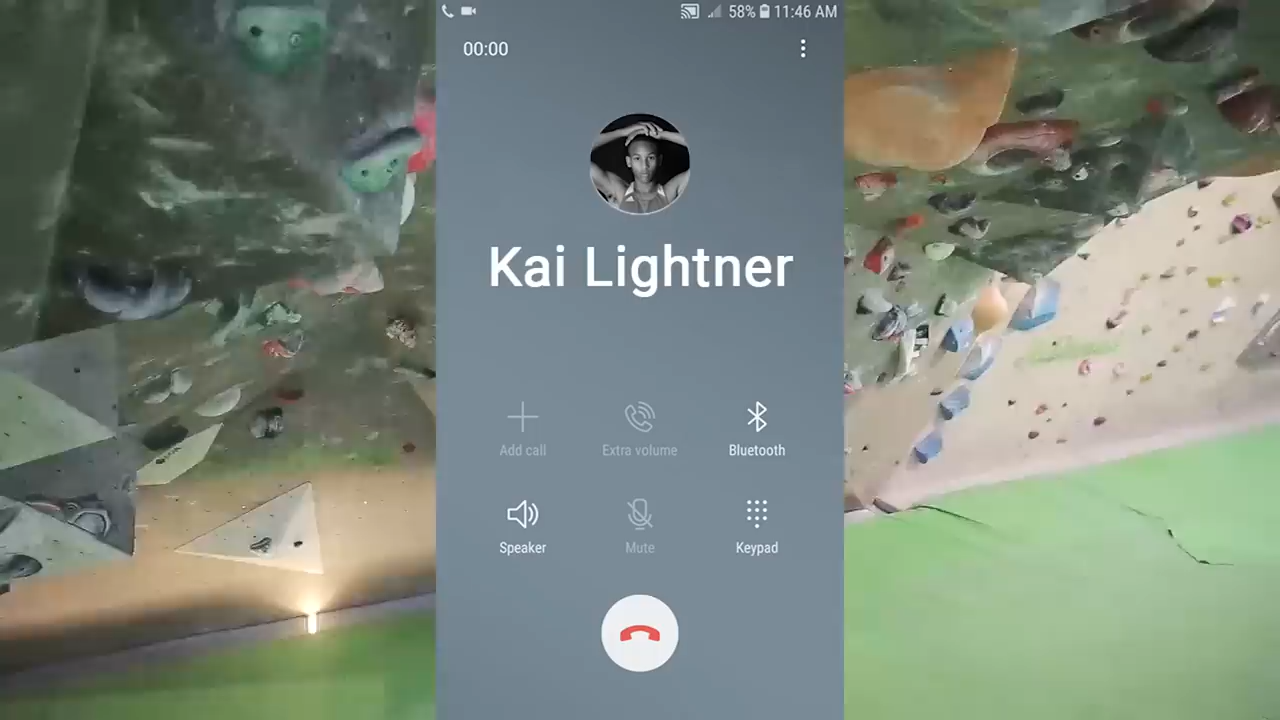 58% 11:46 AM
00:00
Kai Lightner
Add call
Extra volume
Bluetooth
Speaker
Mute
Keypad